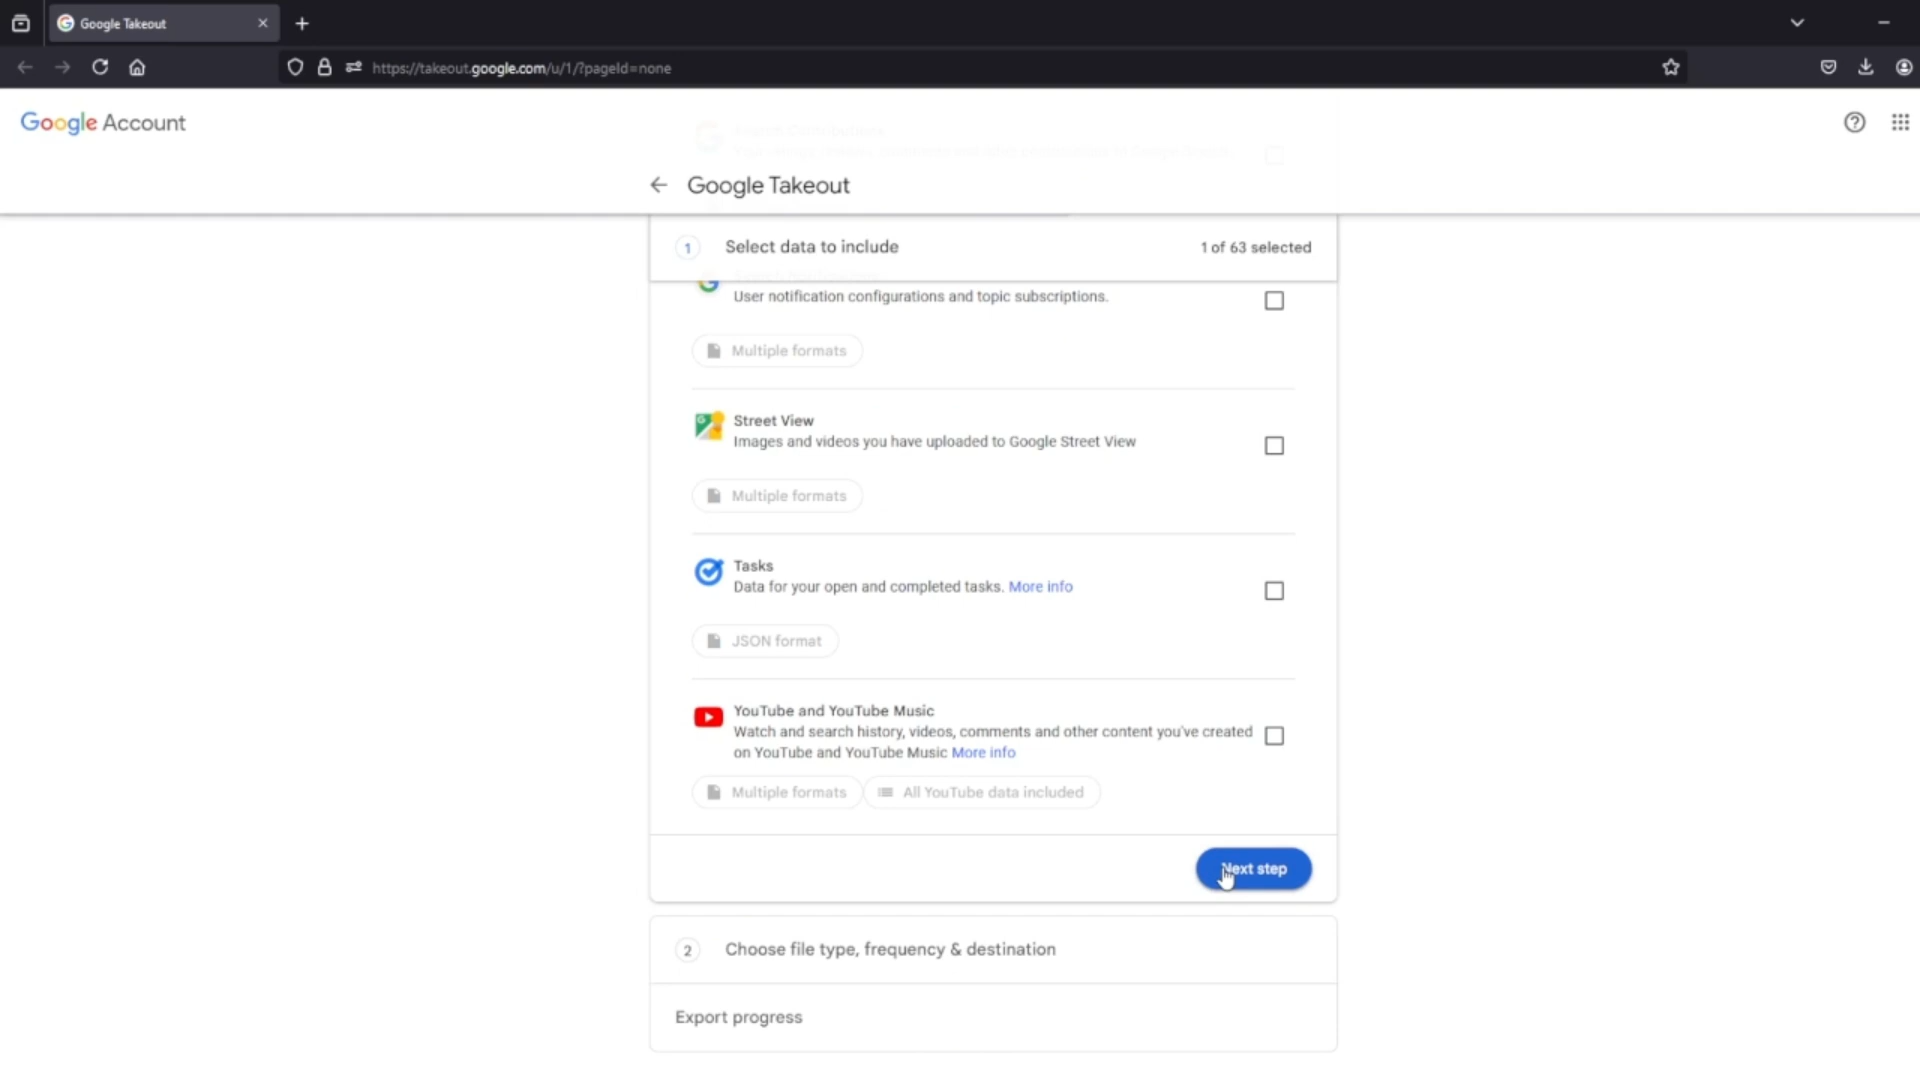 Google Takeout
https://takeout.google.com/u/1/?pageId=none
Google Account
Google Takeout
1 Select data to include 1 of 63 selected
User notification configurations and topic subscriptions.
Multiple formats
Street View
Images and videos you have uploaded to Google Street View
Multiple formats
Tasks
Data for your open and completed tasks. More info
JSON format
YouTube and YouTube Music
Watch and search history, videos, comments and other content you've created
on YouTube and YouTube Music More info
Multiple formats All YouTube data included
Next step
2 Choose file type, frequency & destination
Export progress